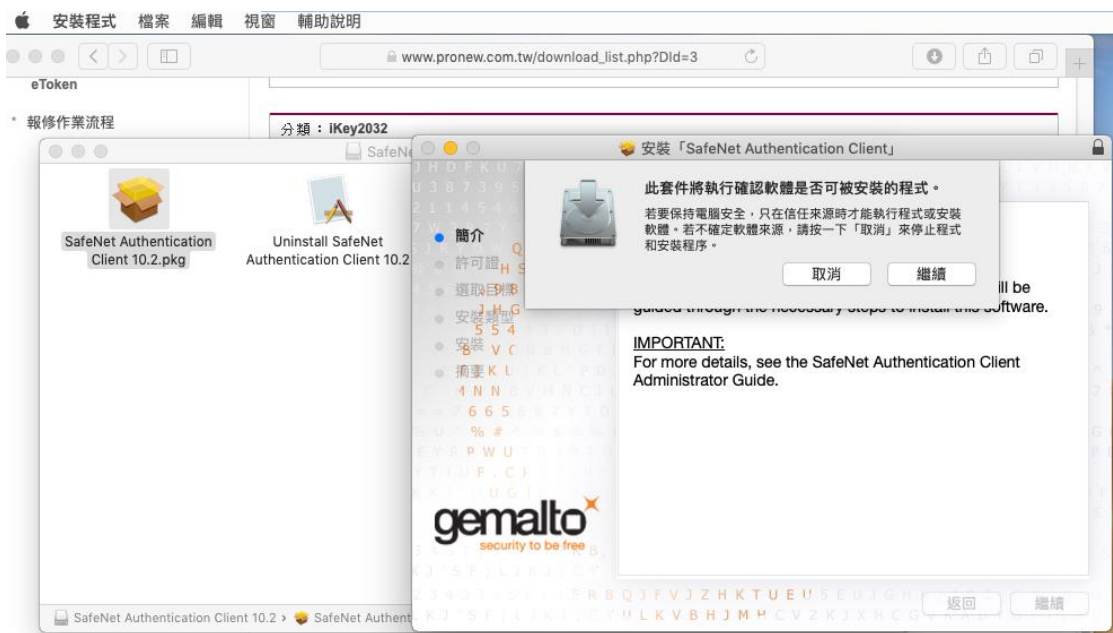 安裝程式 檔案 編輯 視窗 輔助說明
www.pronew.com.tw/download_list.php?DId=3
eToken
報修作業流程
分類：iKey2032
SafeNe
SafeNet Authentication
Client 10.2.pkg
Uninstall SafeNet
Authentication Client 10.2
SafeNet Authentication Client 10.2 › SafeNet Authent
安裝「SafeNet Authentication Client」
此套件將執行確認軟體是否可被安裝的程式。
若要保持電腦安全，只在信任來源時才能執行程式或安裝
軟體。若不確定軟體來源，請按一下「取消」來停止程式
和安裝程序。
取消 繼續
簡介
許可證
選取目標
安裝類型
安裝
摘要
ill be
guided through the necessary steps to install this software.
IMPORTANT:
For more details, see the SafeNet Authentication Client
Administrator Guide.
gemalto
security to be free
返回 繼續